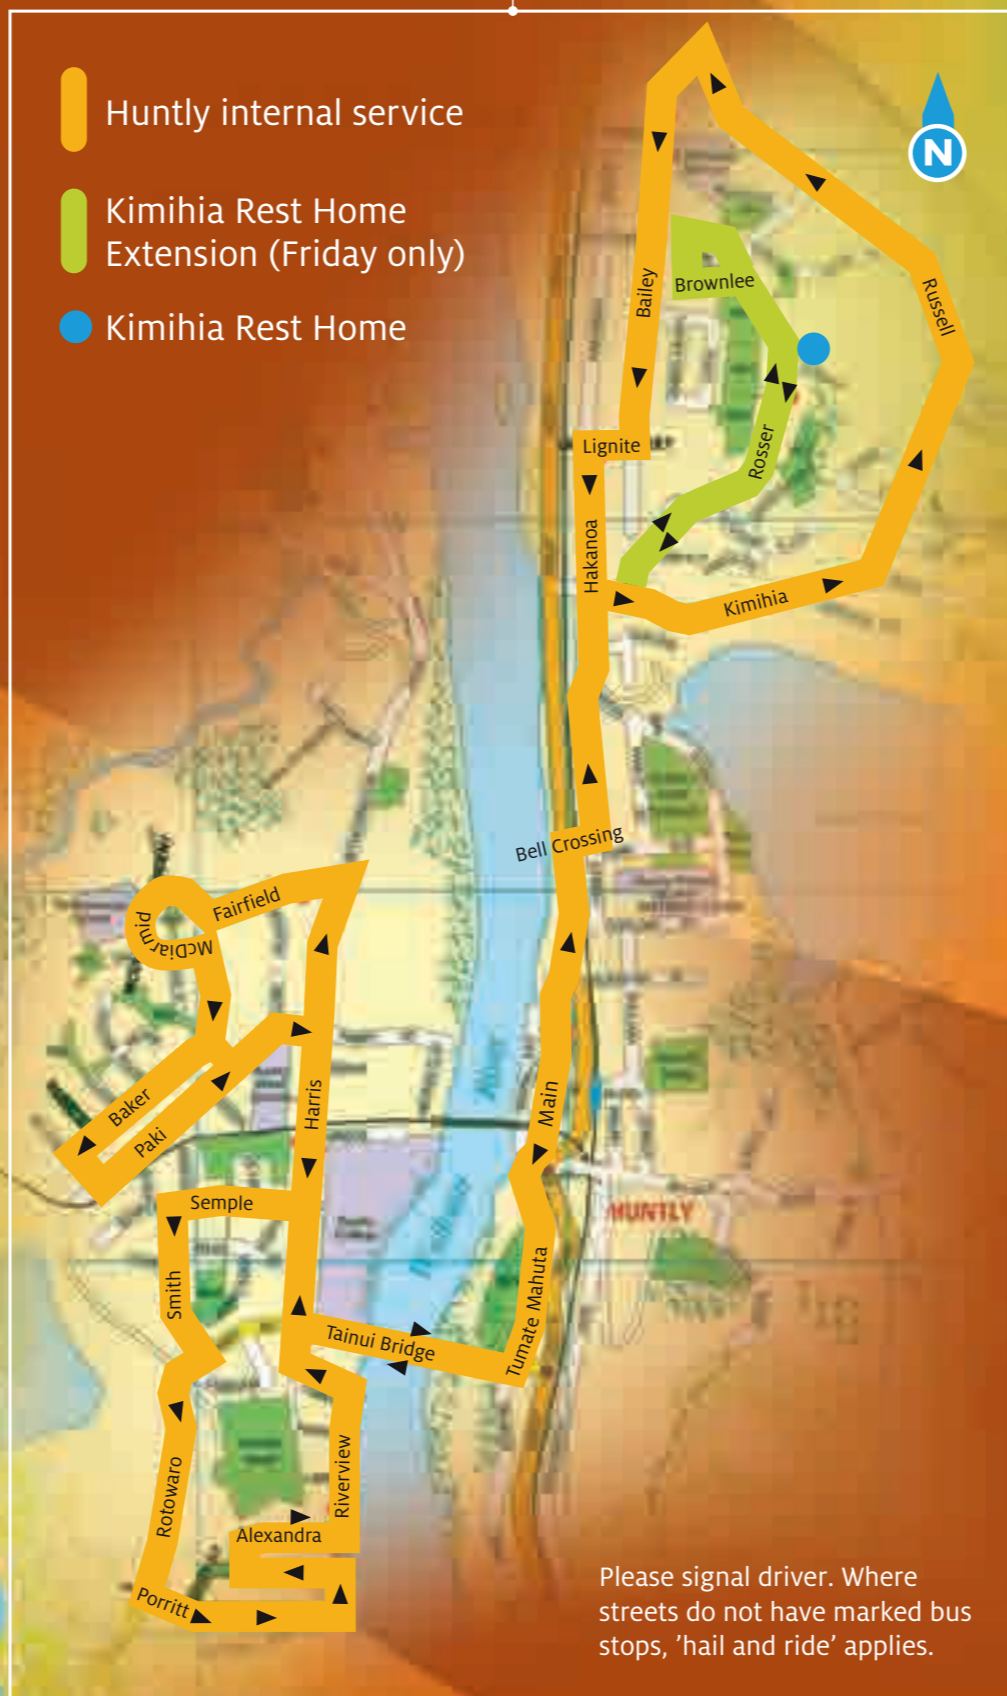 Huntly internal service
Kimihia Rest Home
Extension (Friday only)
Kimihia Rest Home
N
Russell
Bailey
Brownlee
Lignite
Rosser
Hakanoa
Kimihia
Bell Crossing
Fairfield
McDiarmid
Main
Harris
Baker
Paki
HUNTLY
Semple
Smith
Tumate Mahuta
Tainui Bridge
Rotowaro
Riverview
Alexandra
Porritt
Please signal driver. Where
streets do not have marked bus
stops, 'hail and ride' applies.